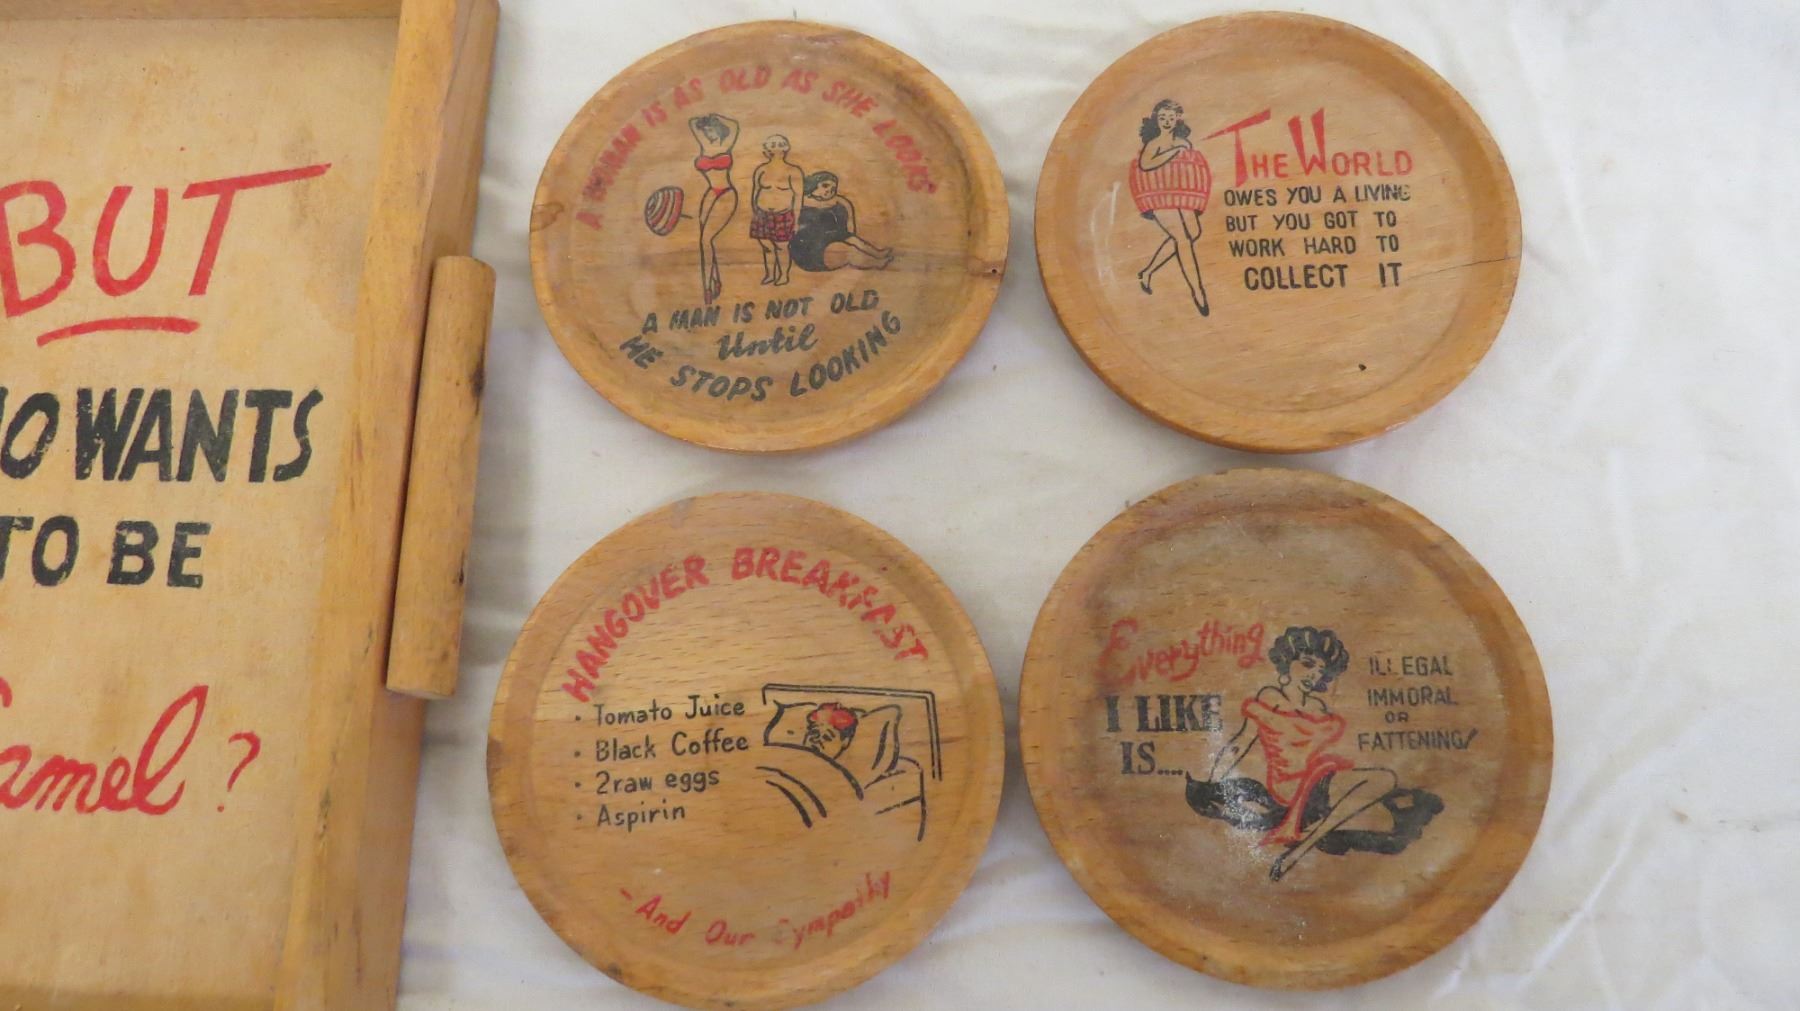 BUT
WANTS
TO BE
?
A WOMAN IS AS OLD AS SHE LOOKS
A MAN IS NOT OLD
Until
HE STOPS LOOKING
THE WORLD
OWES YOU A LIVING
BUT YOU GOT TO
WORK HARD TO
COLLECT IT
HANGOVER BREAKFAST
· Tomato Juice
· Black Coffee
· 2raw eggs
· Aspirin
-And Our Sympathy
Everything
I LIKE
IS....
ILLEGAL
IMMORAL
OR
FATTENING!